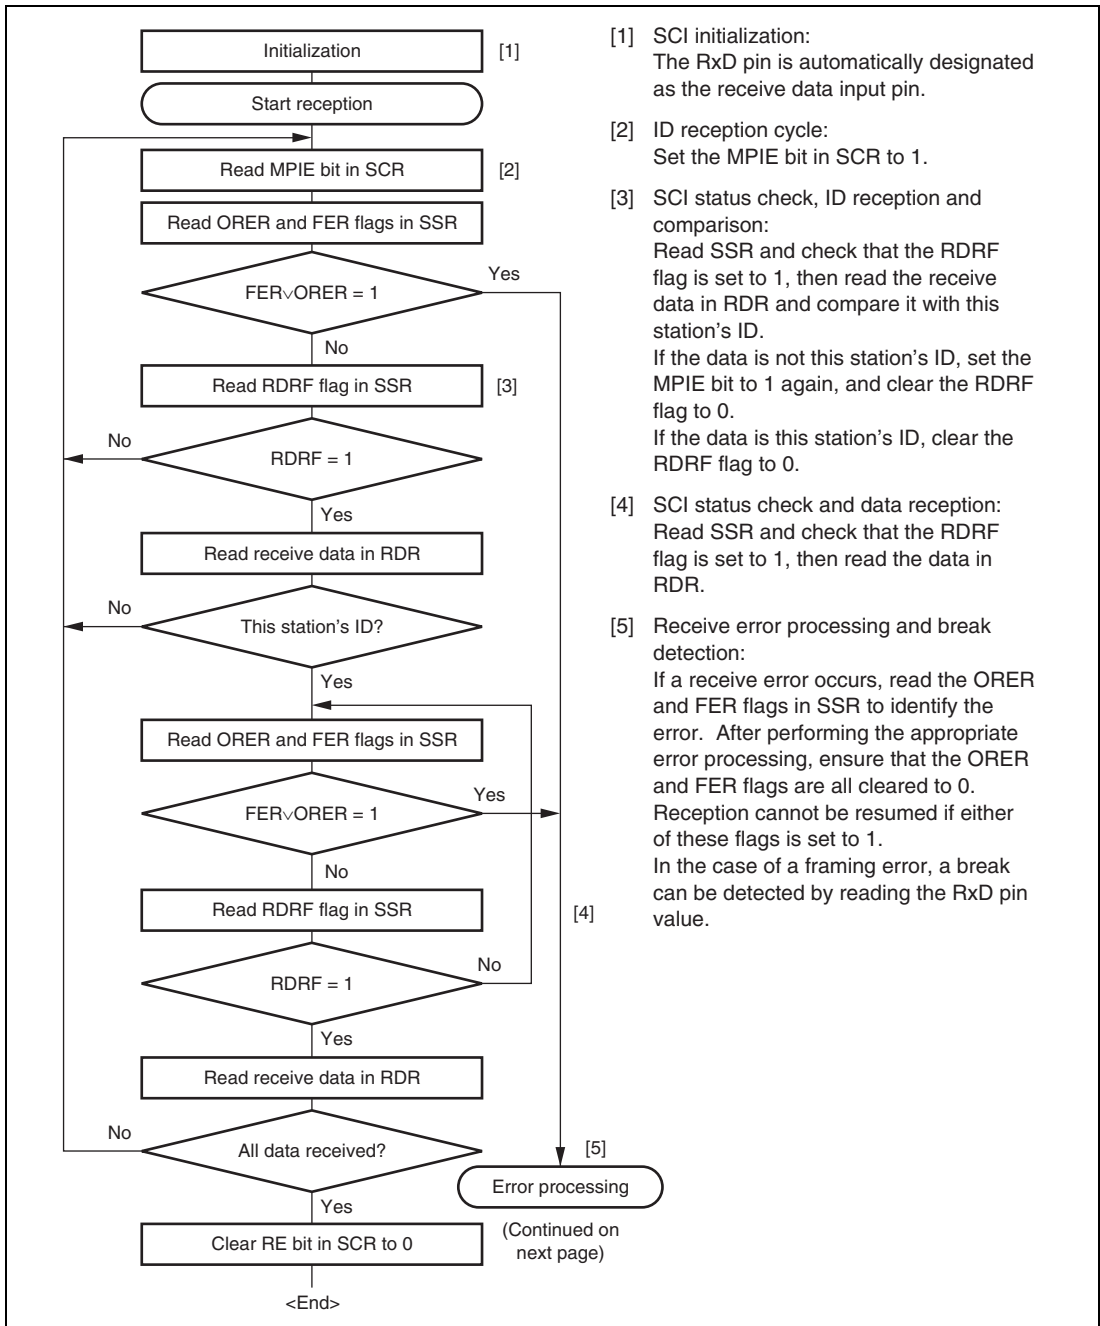 Initialization
[1]
Start reception
Read MPIE bit in SCR
[2]
Read ORER and FER flags in SSR
FER∨ORER = 1
Yes
No
Read RDRF flag in SSR
[3]
RDRF = 1
No
Yes
Read receive data in RDR
This station's ID?
No
Yes
Read ORER and FER flags in SSR
FER∨ORER = 1
Yes
No
Read RDRF flag in SSR
[4]
RDRF = 1
No
Yes
Read receive data in RDR
All data received?
No
Yes
[5]
Error processing
(Continued on
next page)
Clear RE bit in SCR to 0
<End>
[1] SCI initialization:
The RxD pin is automatically designated
as the receive data input pin.
[2] ID reception cycle:
Set the MPIE bit in SCR to 1.
[3] SCI status check, ID reception and
comparison:
Read SSR and check that the RDRF
flag is set to 1, then read the receive
data in RDR and compare it with this
station's ID.
If the data is not this station's ID, set the
MPIE bit to 1 again, and clear the RDRF
flag to 0.
If the data is this station's ID, clear the
RDRF flag to 0.
[4] SCI status check and data reception:
Read SSR and check that the RDRF
flag is set to 1, then read the data in
RDR.
[5] Receive error processing and break
detection:
If a receive error occurs, read the ORER
and FER flags in SSR to identify the
error. After performing the appropriate
error processing, ensure that the ORER
and FER flags are all cleared to 0.
Reception cannot be resumed if either
of these flags is set to 1.
In the case of a framing error, a break
can be detected by reading the RxD pin
value.